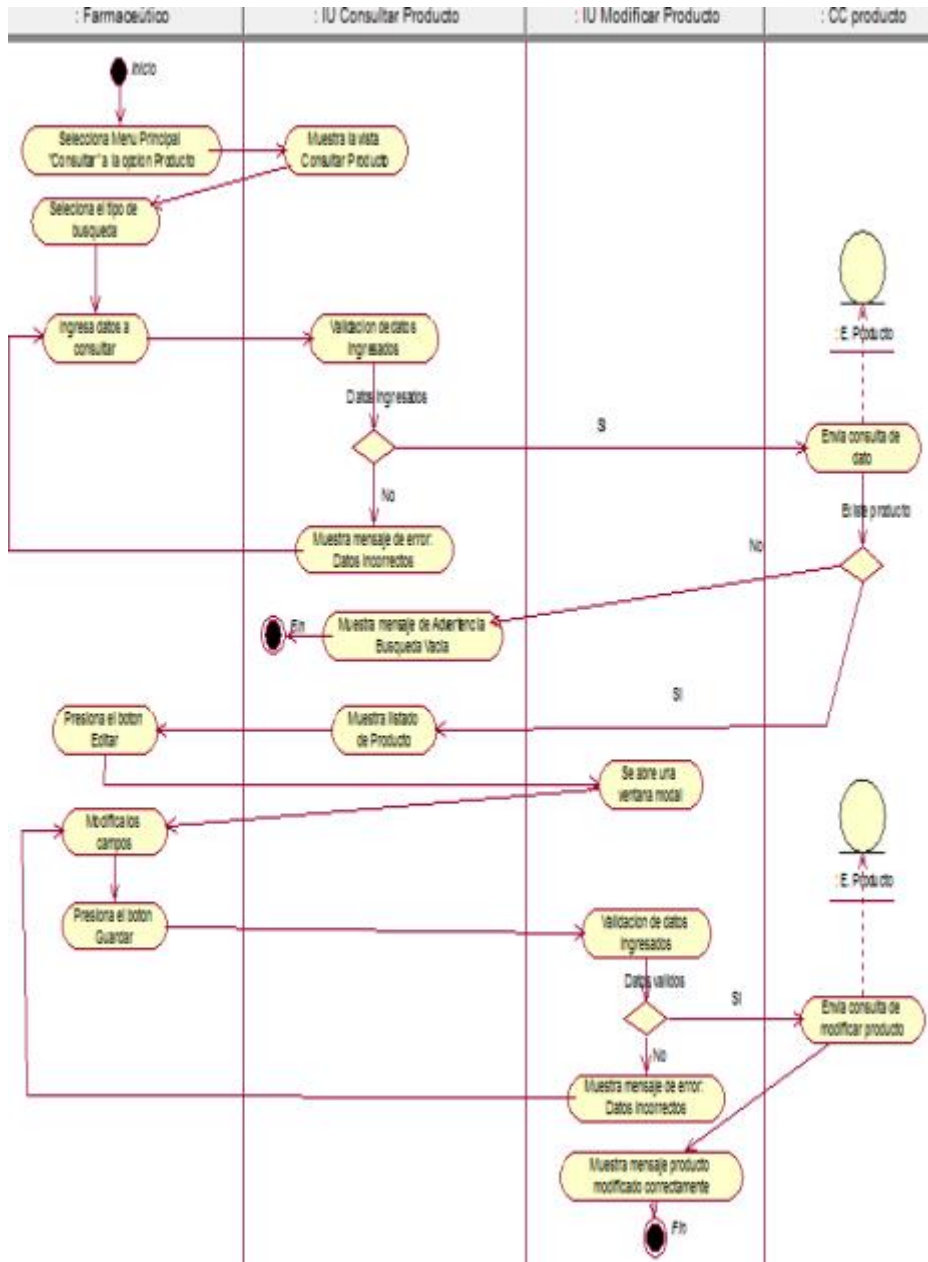 : Farmaceútico
: IU Consultar Producto
: IU Modificar Producto
: CC producto
Inicio
Selecciona Menu Principal
"Consultar" a la opcion Producto
Muestra la vista
Consultar Producto
Seleciona el tipo de
busqueda
Ingresa datos a
consultar
Validacion de datos
Ingresados
: E. Producto
Datos Ingresados
Si
Envia consulta de
dato
No
Existe producto
Muestra mensaje de error:
Datos Incorrectos
No
Fin
Muestra mensaje de Advertencia
Busqueda Vacia
Si
Presiona el boton
Editar
Muestra listado
de Producto
Se abre una
ventana modal
Modifica los
campos
: E. Producto
Presiona el boton
Guardar
Validacion de datos
Ingresados
Datos validos
Si
Envia consulta de
modificar producto
No
Muestra mensaje de error:
Datos Incorrectos
Muestra mensaje producto
modificado correctamente
Fin